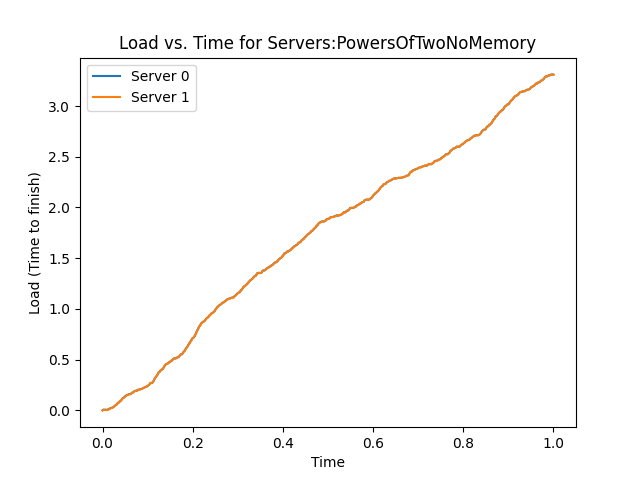 Load vs. Time for Servers:PowersOfTwoNoMemory
Server 0
Server 1
Load (Time to finish)
3.0
2.5
2.0
1.5
1.0
0.5
0.0
0.0 0.2 0.4 0.6 0.8 1.0
Time